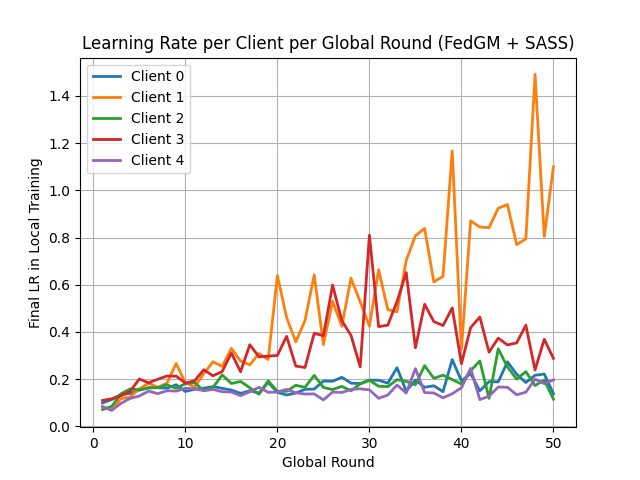 Learning Rate per Client per Global Round (FedGM + SASS)
Client 0
Client 1
Client 2
Client 3
Client 4
Final LR in Local Training
1.4
1.2
1.0
0.8
0.6
0.4
0.2
0.0
0 10 20 30 40 50
Global Round